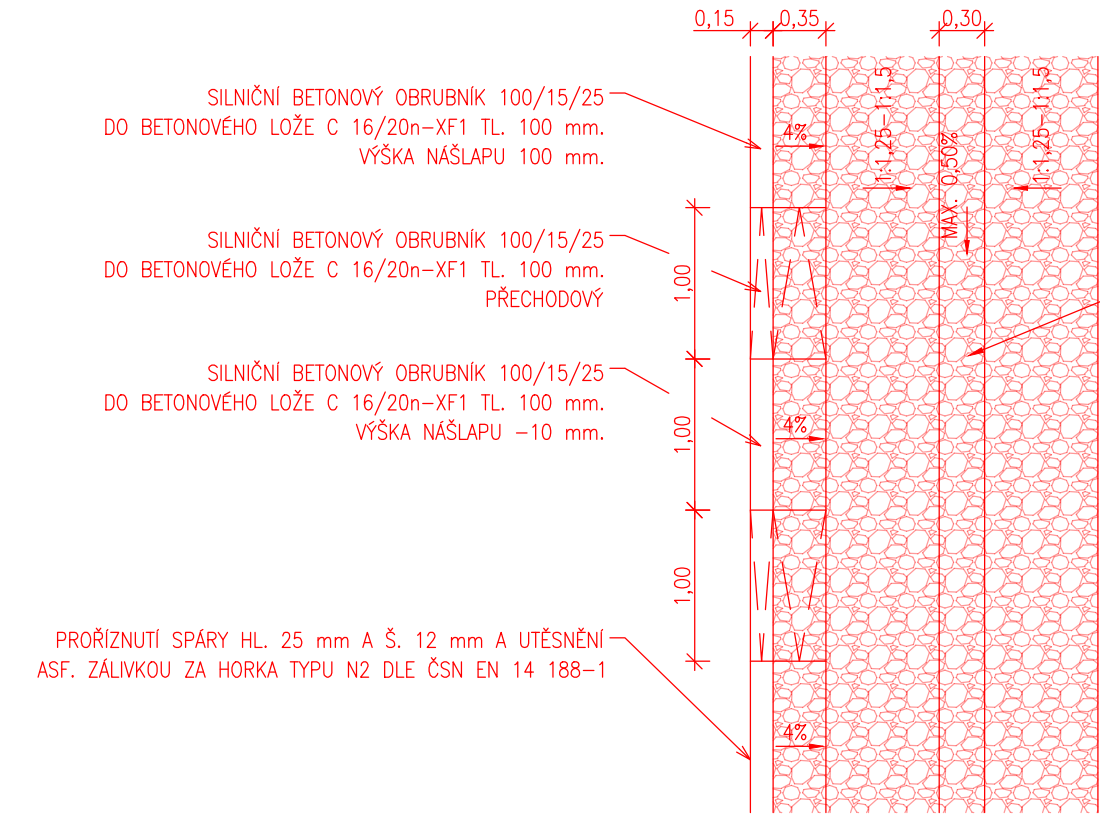 0,15
0,35
0,30
SILNIČNÍ BETONOVÝ OBRUBNÍK 100/15/25
DO BETONOVÉHO LOŽE C 16/20n-XF1 TL. 100 mm.
VÝŠKA NÁŠLAPU 100 mm.
4%
1:1,25-1:1,5
MAX. 0,50%
1:1,25-1:1,5
SILNIČNÍ BETONOVÝ OBRUBNÍK 100/15/25
DO BETONOVÉHO LOŽE C 16/20n-XF1 TL. 100 mm.
PŘECHODOVÝ
1,00
SILNIČNÍ BETONOVÝ OBRUBNÍK 100/15/25
DO BETONOVÉHO LOŽE C 16/20n-XF1 TL. 100 mm.
VÝŠKA NÁŠLAPU -10 mm.
1,00
4%
1,00
PROŘÍZNUTÍ SPÁRY HL. 25 mm A Š. 12 mm A UTĚSNĚNÍ
ASF. ZÁLIVKOU ZA HORKA TYPU N2 DLE ČSN EN 14 188-1
4%